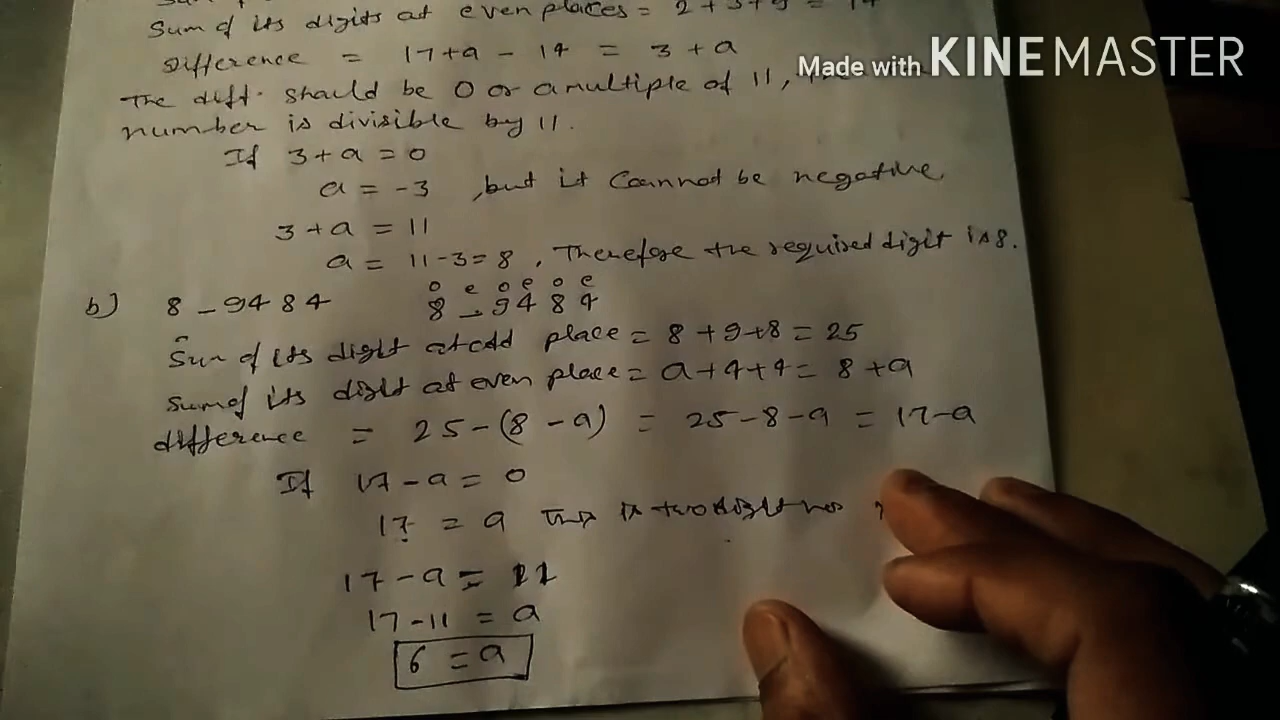 Sum of its digits at even places = 2 + 3 + 9 = 14
Difference = 17+a - 14 = 3 + a
Made with KINEMASTER
The diff. should be 0 or a multiple of 11,
number is divisible by 11.
If 3+a = 0
a = -3 , but it cannot be negative
3 + a = 11
a = 11-3=8 , Therefore the required digit is 8.
o e o e o e
b) 8 _ 9484 8 _ 9 4 8 4
Sum of its digit at odd place = 8 +9+8 = 25
Sum of its digit at even place = a+4+4= 8 +a
difference = 25-(8 -a) = 25-8-a = 17-a
If 17-a= 0
17 = a This is two digit no
17-a= 11
17-11 = a
6 = a